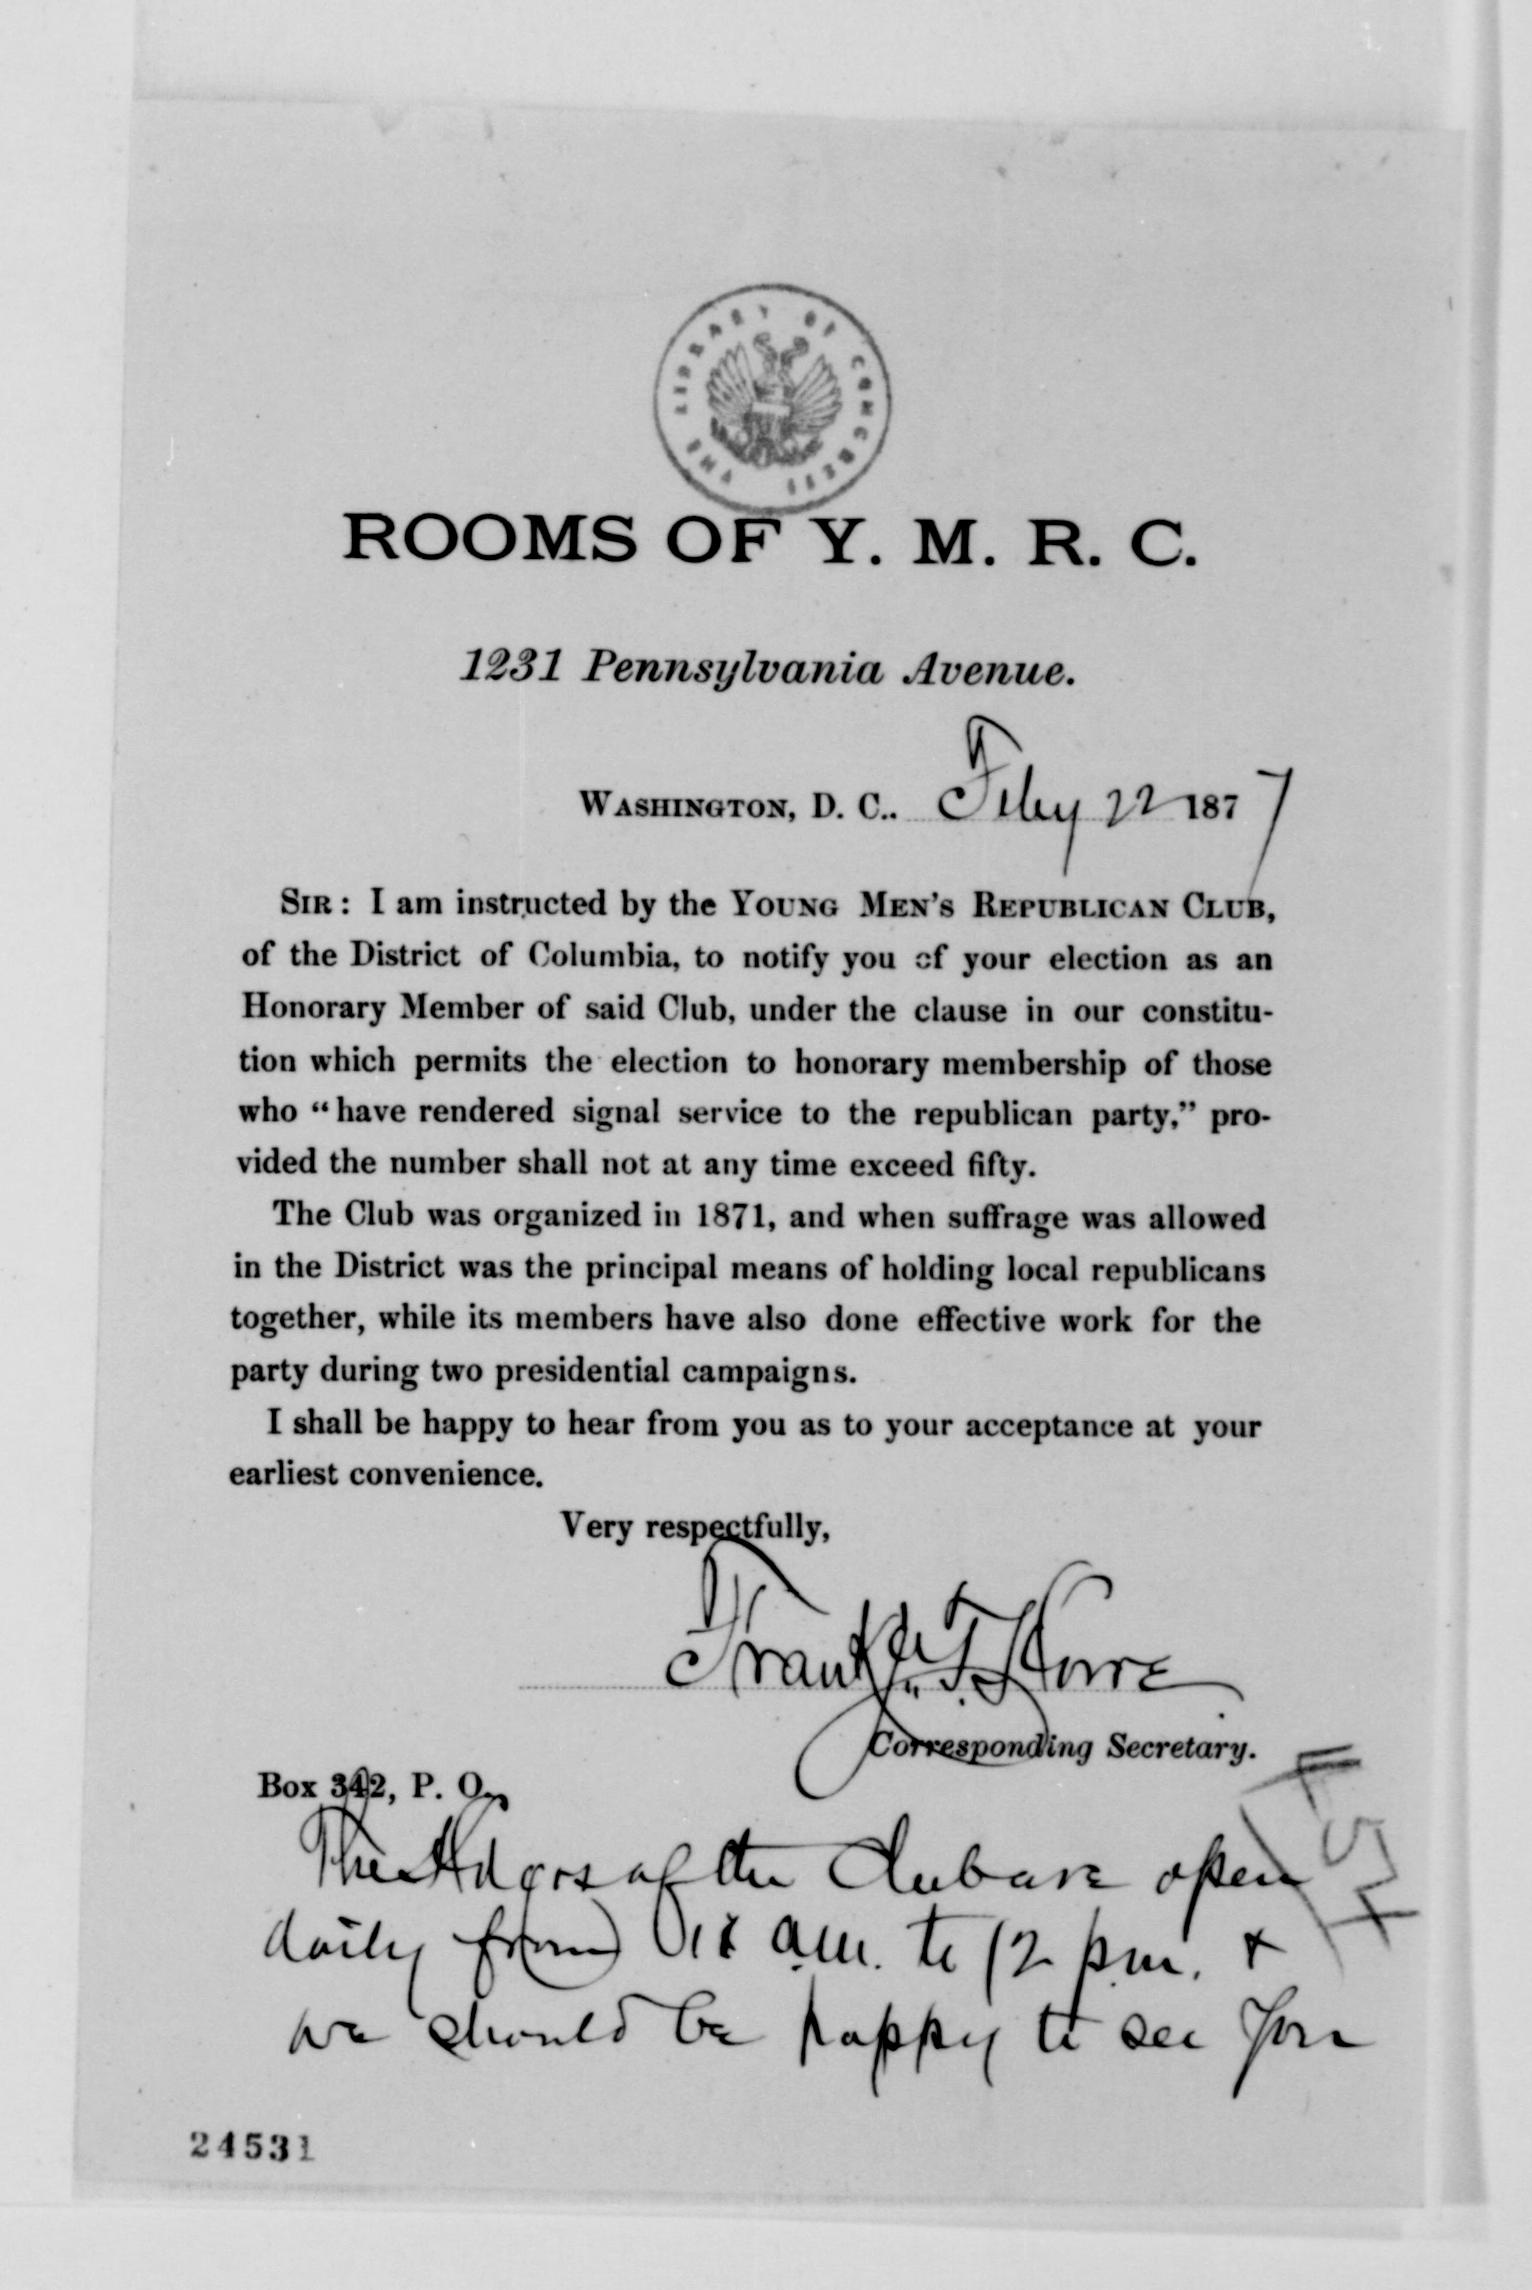 THE LIBRARY OF CONGRESS
ROOMS OF Y. M. R. C.
1231 Pennsylvania Avenue.
WASHINGTON, D. C., Feby 22 1877
SIR: I am instructed by the YOUNG MEN'S REPUBLICAN CLUB,
of the District of Columbia, to notify you of your election as an
Honorary Member of said Club, under the clause in our constitu-
tion which permits the election to honorary membership of those
who “have rendered signal service to the republican party,” pro-
vided the number shall not at any time exceed fifty.
The Club was organized in 1871, and when suffrage was allowed
in the District was the principal means of holding local republicans
together, while its members have also done effective work for the
party during two presidential campaigns.
I shall be happy to hear from you as to your acceptance at your
earliest convenience.
Very respectfully,
Frank T. Howe
Corresponding Secretary.
Box 342, P. O.
The of the Club are open
daily from a.m. to 12 p.m. &
we should be happy to see you
24531